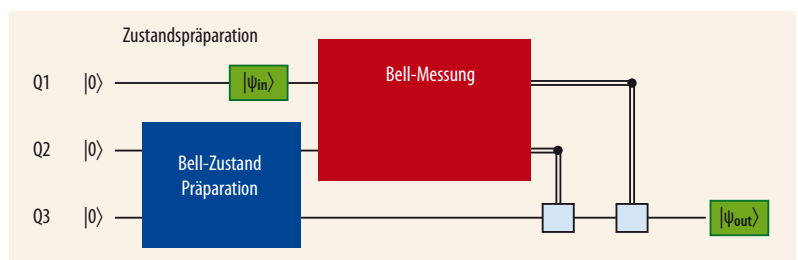 Zustandspräparation
Q1 |0⟩ |ψin⟩ Bell-Messung
Q2 |0⟩ Bell-Zustand
Präparation
Q3 |0⟩ |ψout⟩